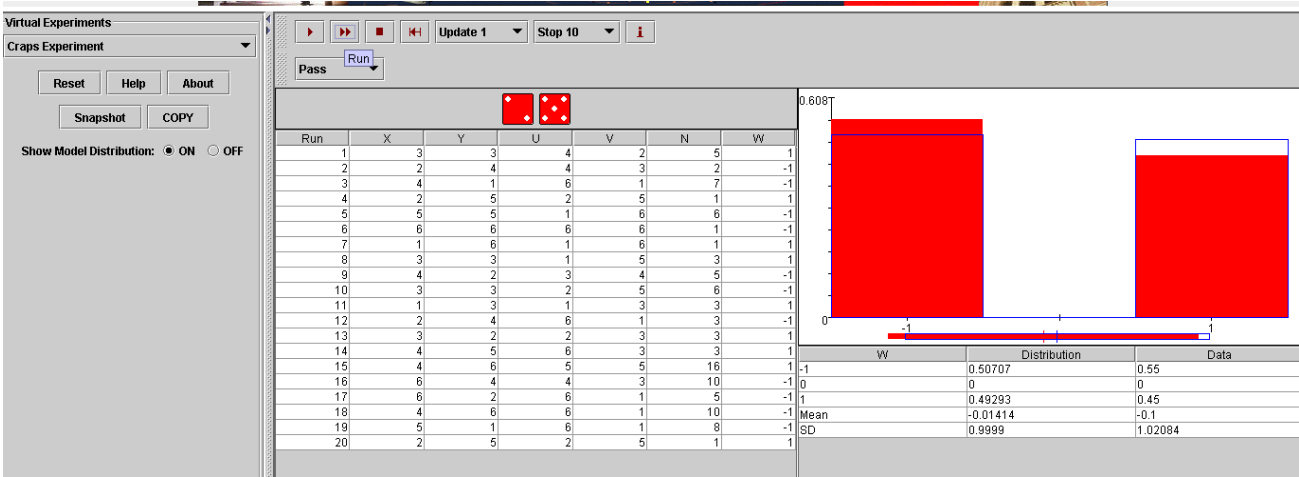 Virtual Experiments
Craps Experiment
Reset Help About
Snapshot COPY
Show Model Distribution: ON OFF
Update 1 Stop 10 i
Run
Pass
Run X Y U V N W
1 3 3 4 2 5 1
2 2 4 4 3 2 -1
3 4 1 6 1 7 -1
4 2 5 2 5 1 1
5 5 5 1 6 6 -1
6 6 6 6 6 1 -1
7 1 6 1 6 1 1
8 3 3 1 5 3 1
9 4 2 3 4 5 -1
10 3 3 2 5 6 -1
11 1 3 1 3 3 1
12 2 4 6 1 3 -1
13 3 2 2 3 3 1
14 4 5 6 3 3 1
15 4 6 5 5 16 1
16 6 4 4 3 10 -1
17 6 2 6 1 5 -1
18 4 6 6 1 10 -1
19 5 1 6 1 8 -1
20 2 5 2 5 1 1
0.608
0
-1 1
W Distribution Data
-1 0.50707 0.55
0 0 0
1 0.49293 0.45
Mean -0.01414 -0.1
SD 0.9999 1.02084